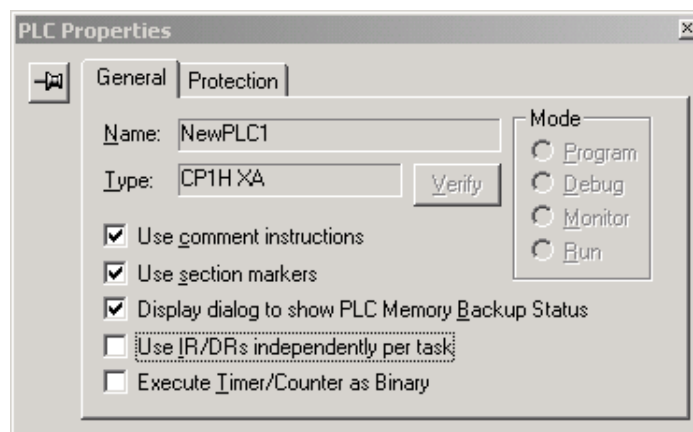 PLC Properties
General Protection
Name: NewPLC1
Type: CP1H XA Verify
Mode
Program
Debug
Monitor
Run
Use comment instructions
Use section markers
Display dialog to show PLC Memory Backup Status
Use IR/DRs independently per task
Execute Timer/Counter as Binary